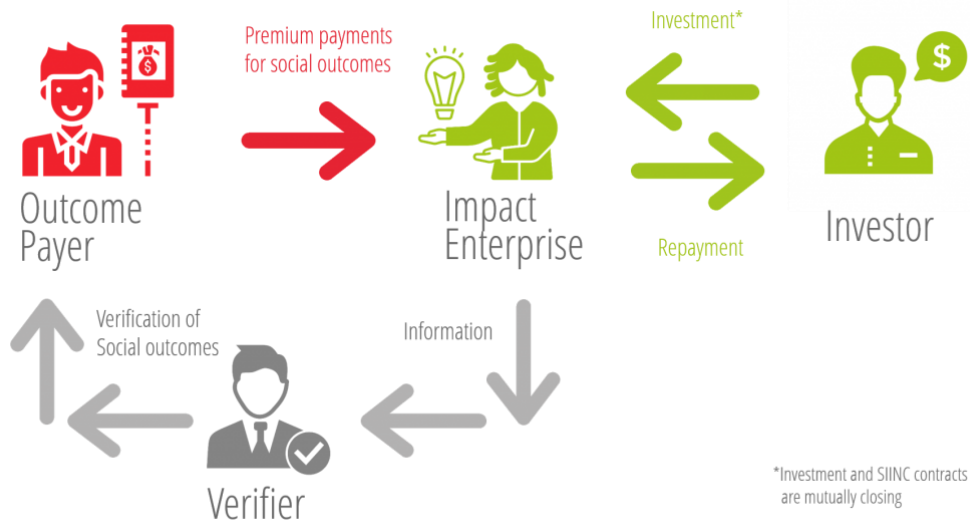 Premium payments
for social outcomes
Investment*
$
$
Outcome
Payer
Impact
Enterprise
Investor
Repayment
Verification of
Social outcomes
Information
Verifier
*Investment and SIINC contracts
are mutually closing